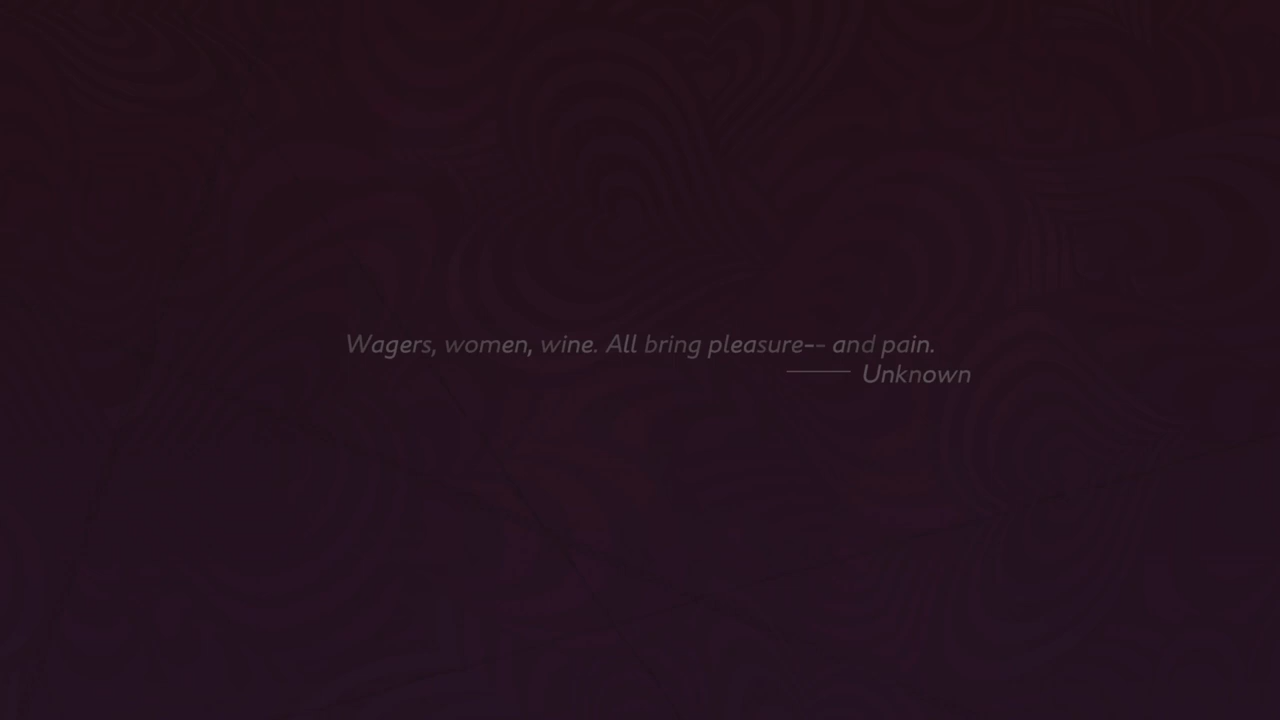 Wagers, women, wine. All bring pleasure-- and pain.
—— Unknown